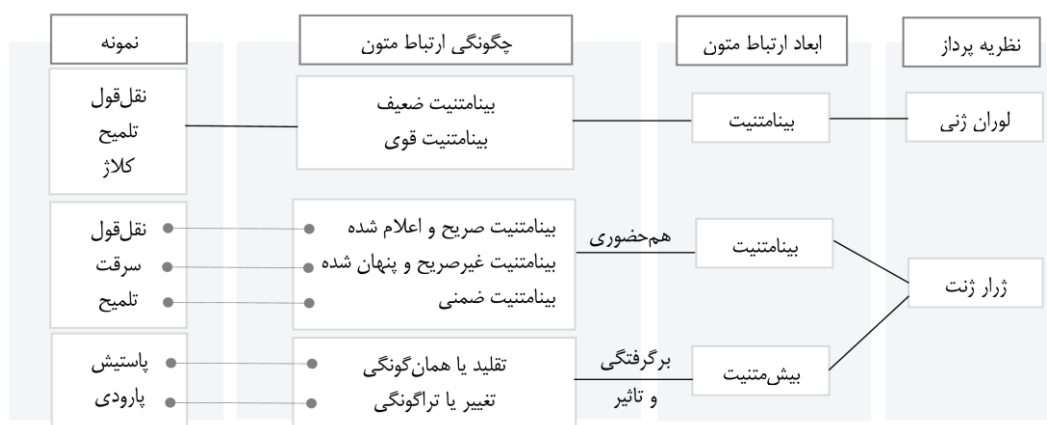 نظریه پرداز
ابعاد ارتباط متون
چگونگی ارتباط متون
نمونه
لوران ژنی
بینامتنیت
بینامتنیت ضعیف
بینامتنیت قوی
نقل‌قول
تلمیح
کلاژ
ژرار ژنت
بینامتنیت
هم‌حضوری
بینامتنیت صریح و اعلام شده
بینامتنیت غیرصریح و پنهان شده
بینامتنیت ضمنی
نقل‌قول
سرقت
تلمیح
بیش‌متنیت
برگرفتگی
و تاثیر
تقلید یا همان‌گونگی
تغییر یا تراگونگی
پاستیش
پارودی